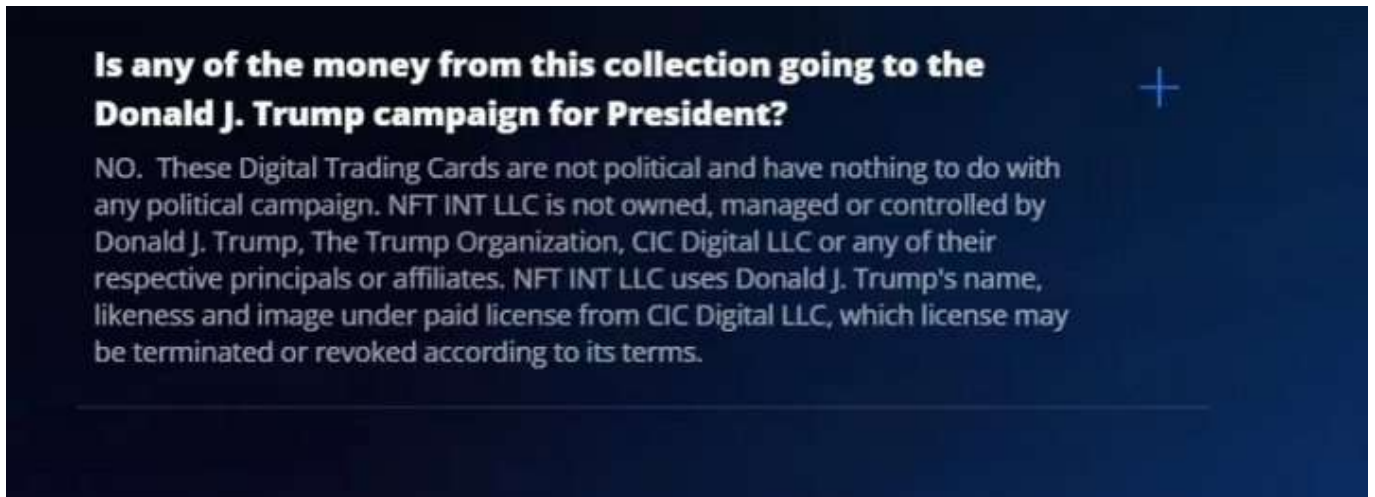 Is any of the money from this collection going to the
Donald J. Trump campaign for President?
NO.  These Digital Trading Cards are not political and have nothing to do with
any political campaign. NFT INT LLC is not owned, managed or controlled by
Donald J. Trump, The Trump Organization, CIC Digital LLC or any of their
respective principals or affiliates. NFT INT LLC uses Donald J. Trump's name,
likeness and image under paid license from CIC Digital LLC, which license may
be terminated or revoked according to its terms.